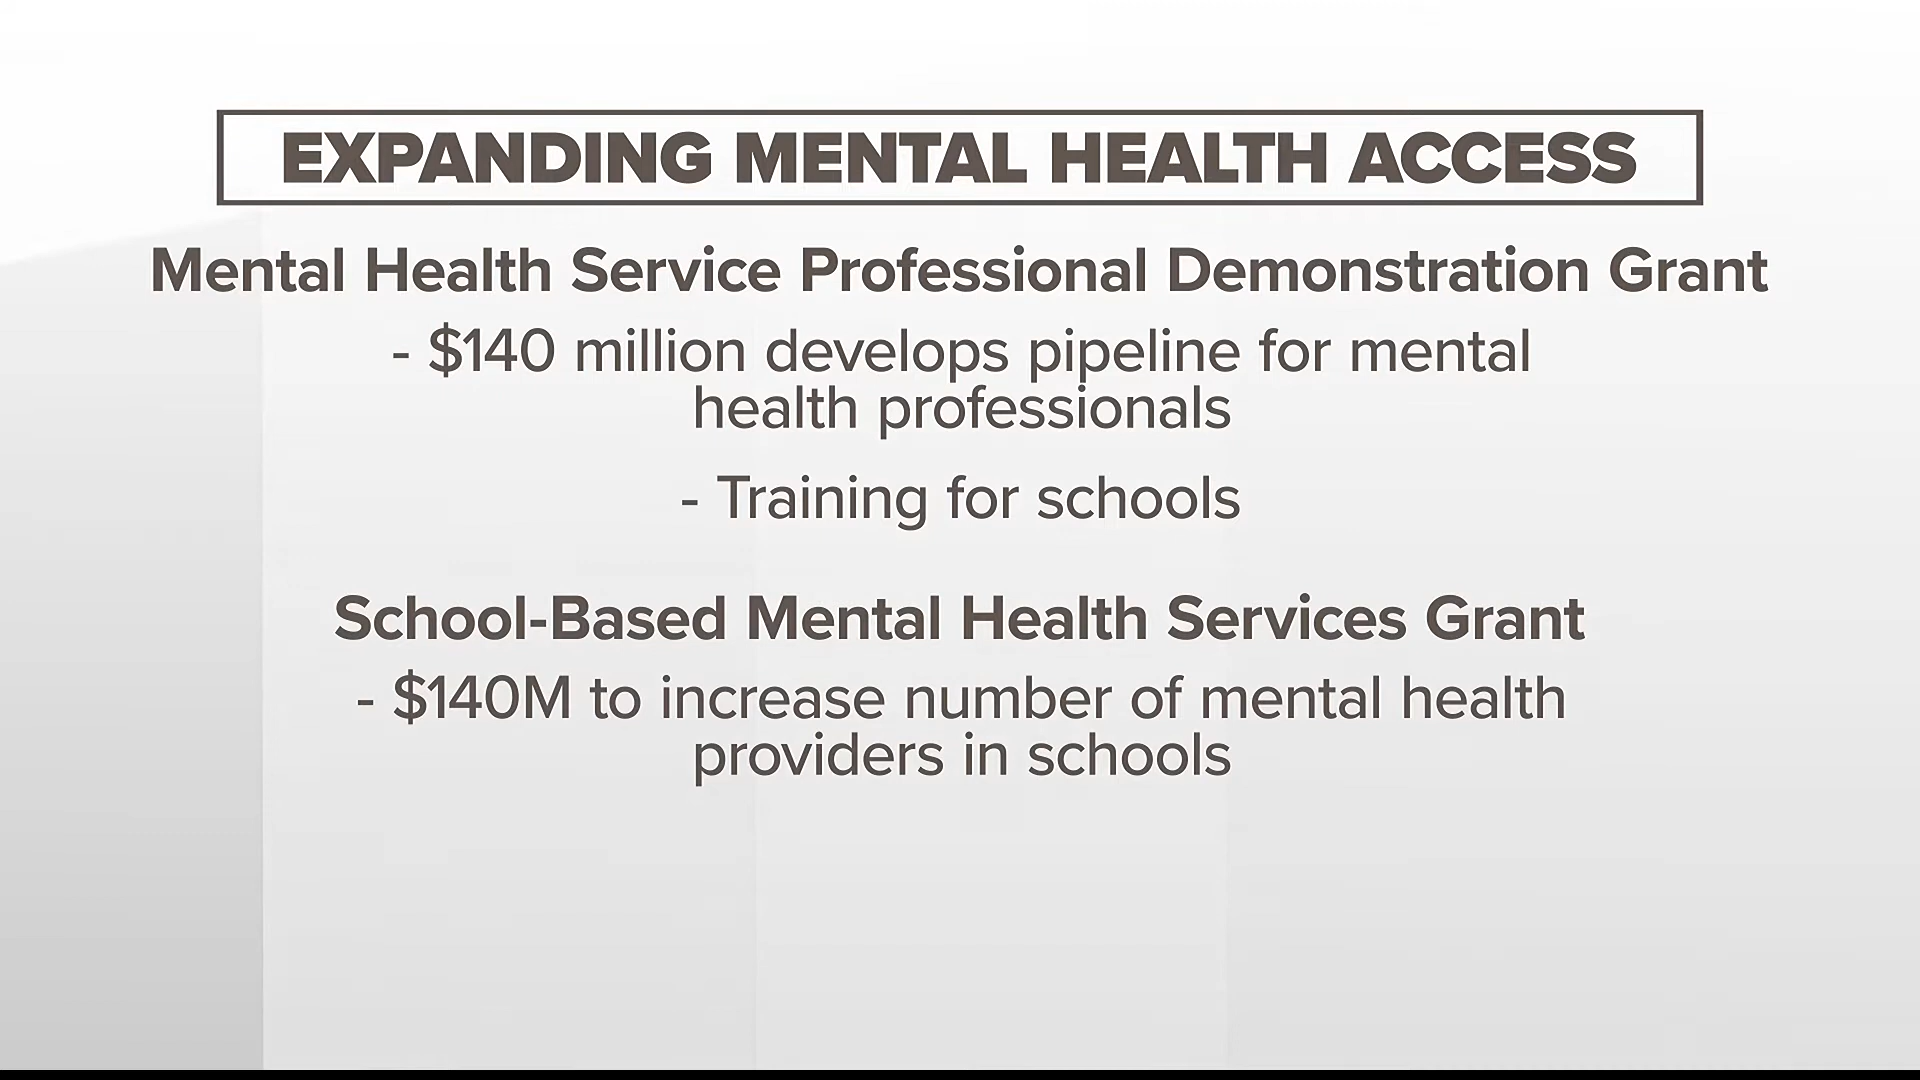 EXPANDING MENTAL HEALTH ACCESS
Mental Health Service Professional Demonstration Grant
- $140 million develops pipeline for mental
health professionals
- Training for schools
School-Based Mental Health Services Grant
- $140M to increase number of mental health
providers in schools